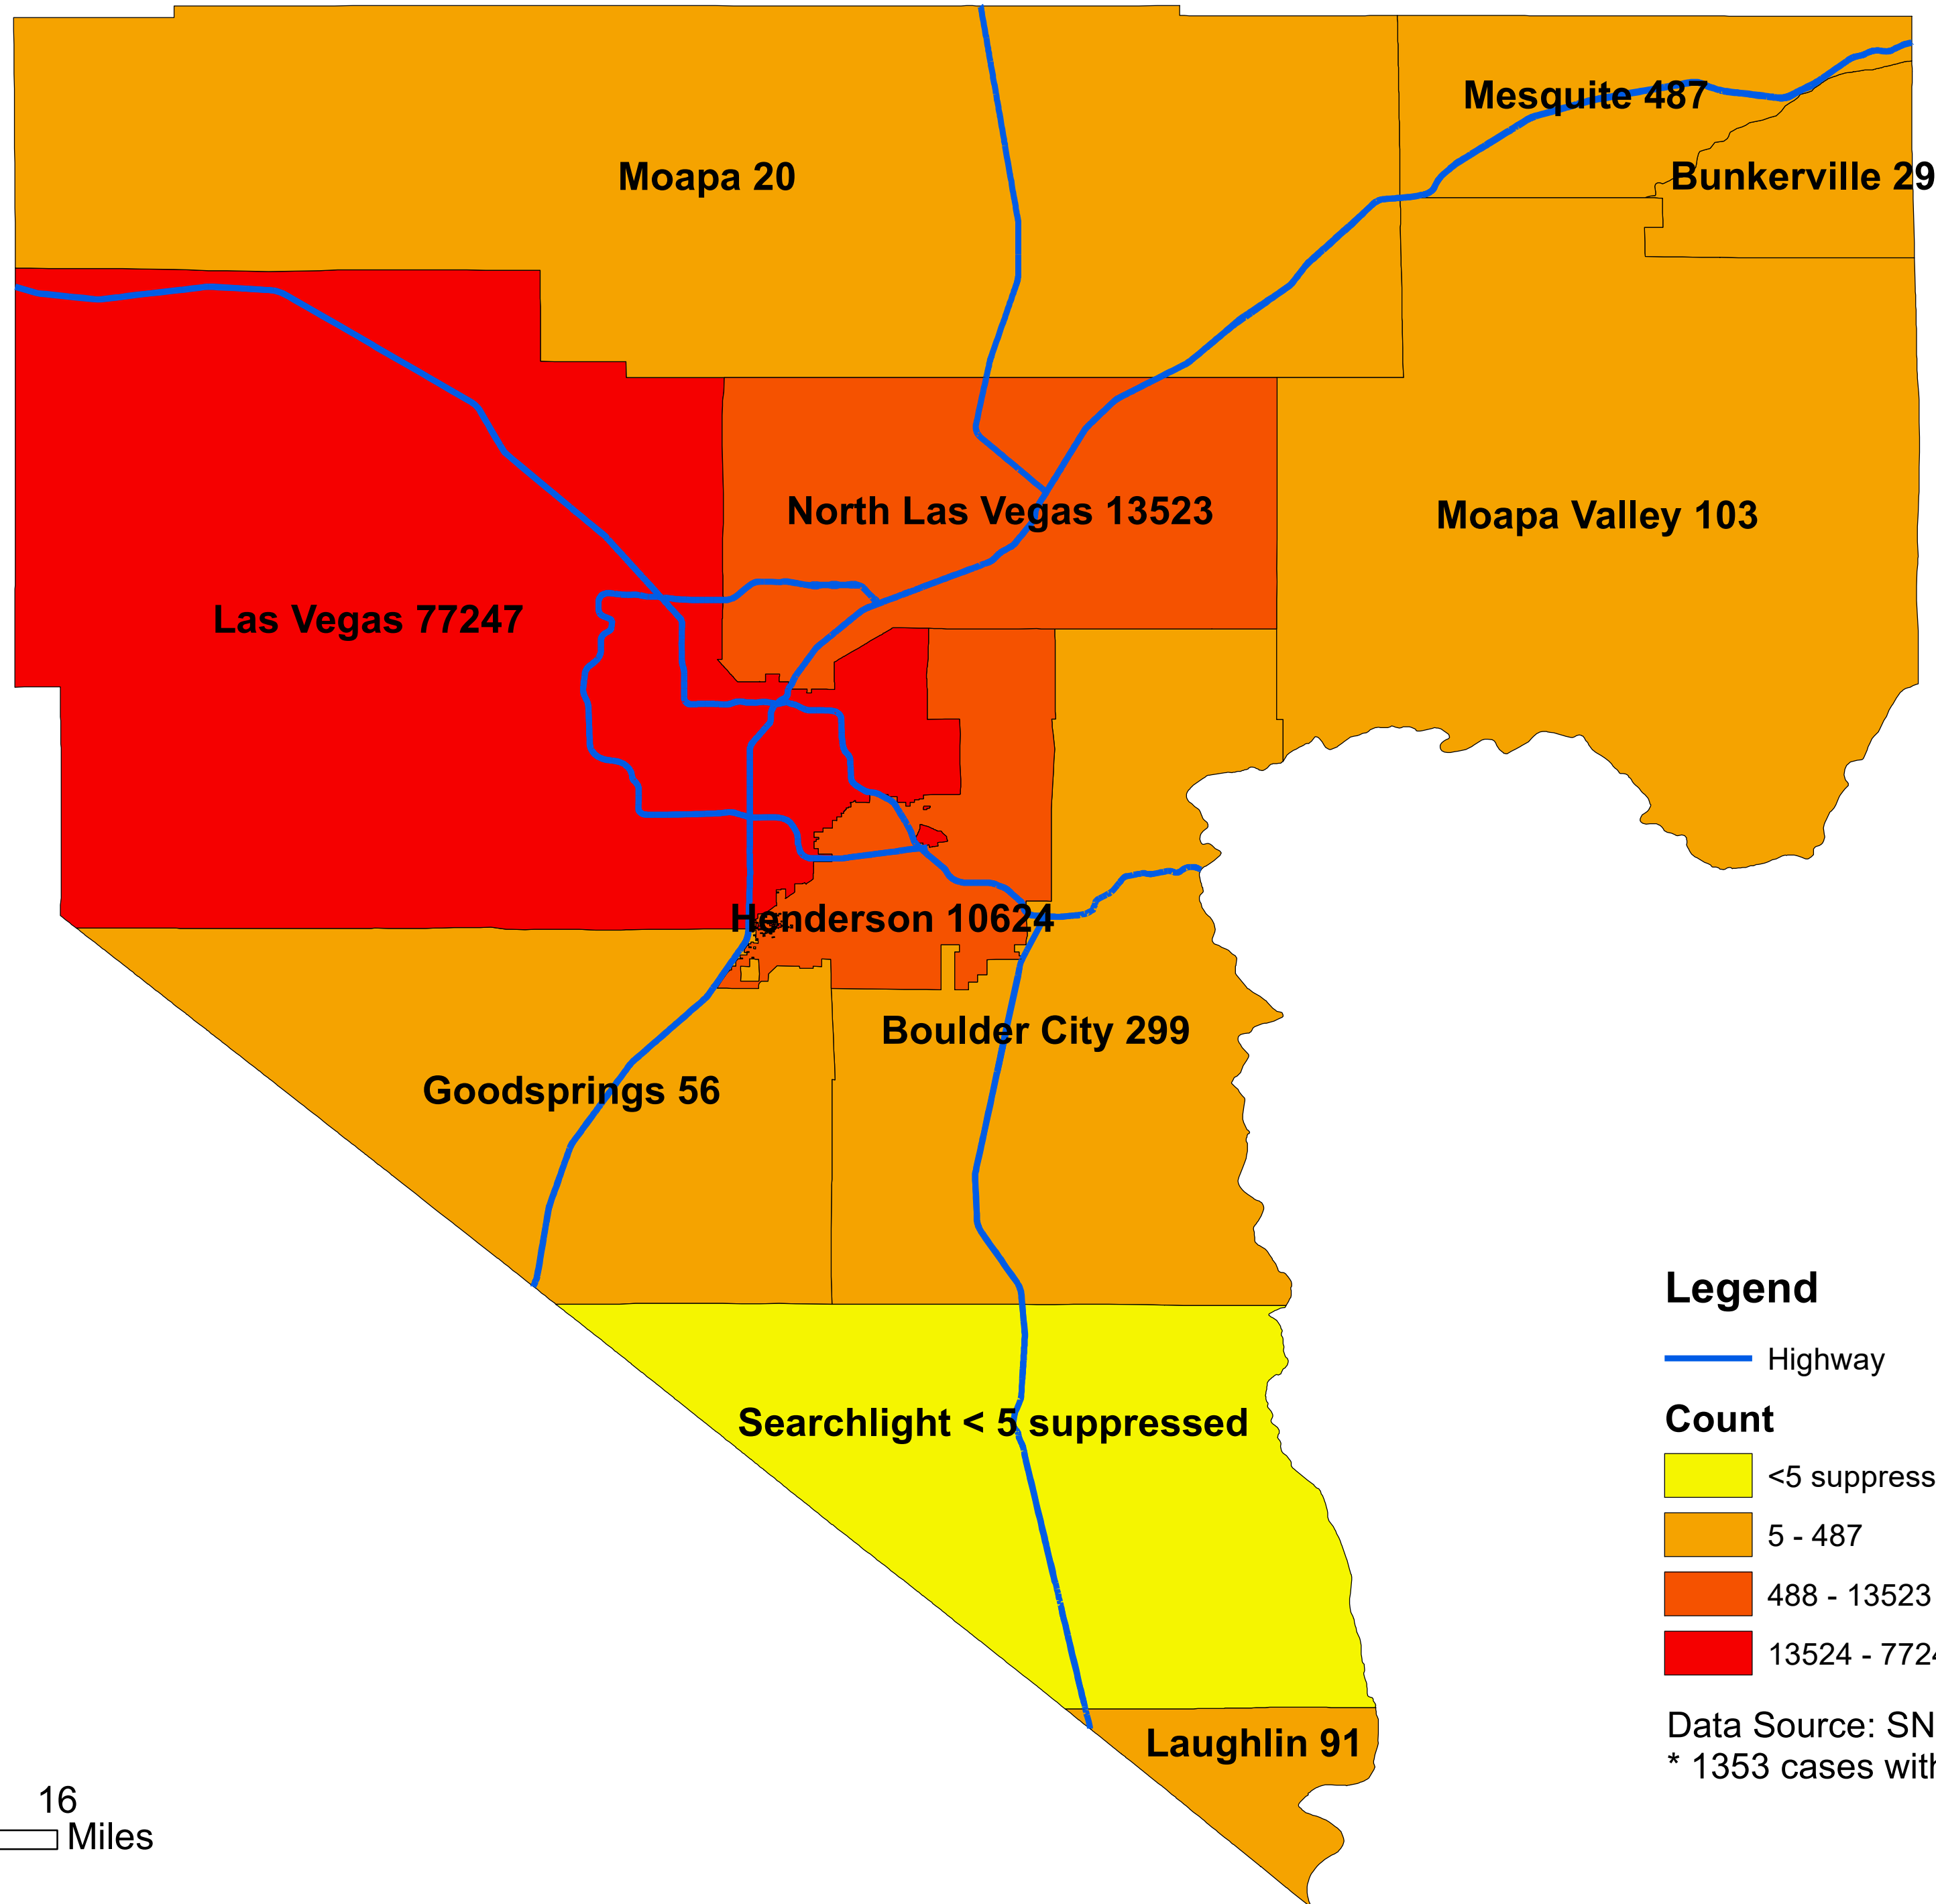 Mesquite 487
Moapa 20
Bunkerville 29
North Las Vegas 13523
Moapa Valley 103
Las Vegas 77247
Henderson 10624
Boulder City 299
Goodsprings 56
Legend
Highway
Searchlight < 5 suppressed
Count
<5 suppress
5 - 487
488 - 13523
13524 - 7724
Data Source: SN
Laughlin 91
* 1353 cases with
16
Miles